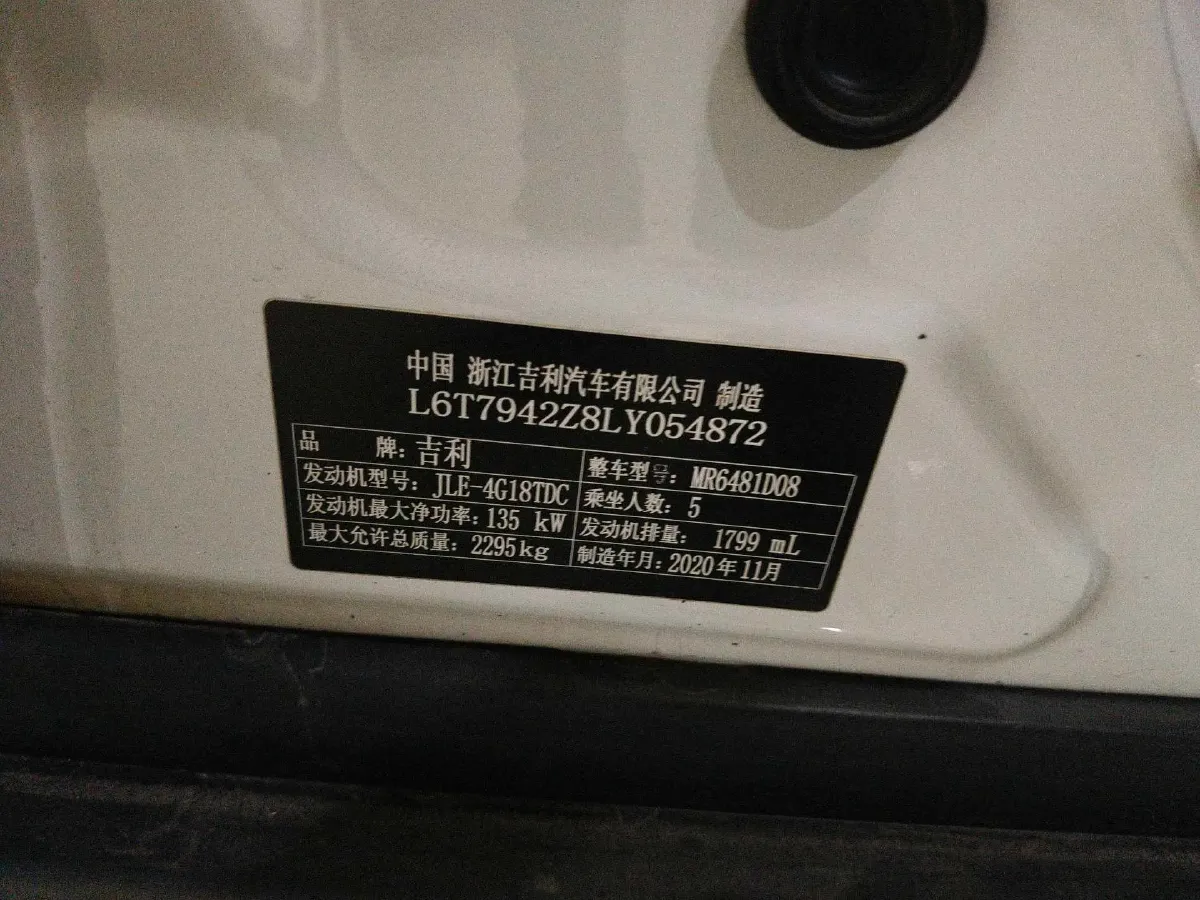 中国 浙江吉利汽车有限公司 制造
L6T7942Z8LY054872
品 牌: 吉利 整车型号: MR6481D08
发动机型号: JLE-4G18TDC 乘坐人数: 5
发动机最大净功率: 135 kW 发动机排量: 1799 mL
最大允许总质量: 2295kg 制造年月: 2020年11月